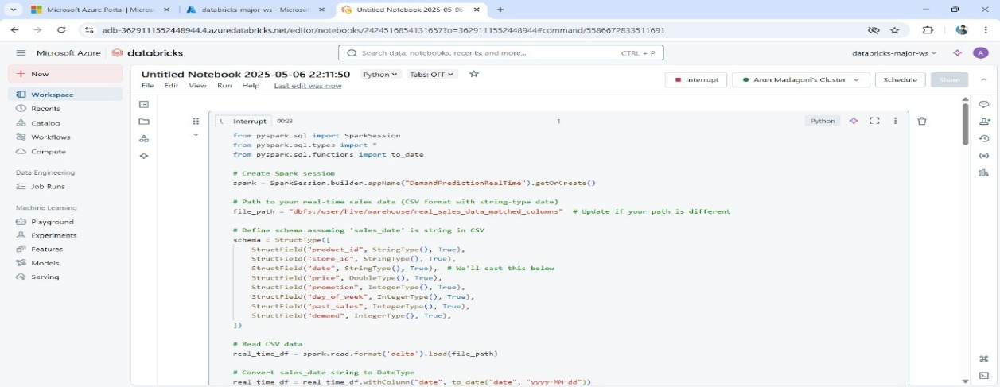 Microsoft Azure Portal | Micros
databricks-major-ws - Microsof
Untitled Notebook 2025-05-06
adb-3629111552448944.4.azuredatabricks.net/editor/notebooks/2424516854131657?o=3629111552448944#command/5586672833511691
Microsoft Azure
databricks
Search data, notebooks, recents, and more...
CTRL + P
databricks-major-ws
A
New
Workspace
Recents
Catalog
Workflows
Compute
Data Engineering
Job Runs
Machine Learning
Playground
Experiments
Features
Models
Serving
Untitled Notebook 2025-05-06 22:11:50
Python
Tabs: OFF
File Edit View Run Help Last edit was now
Interrupt
Arun Madagoni's Cluster
Schedule
Share
Interrupt 00:23
1
Python
from pyspark.sql import SparkSession
from pyspark.sql.types import *
from pyspark.sql.functions import to_date
# Create Spark session
spark = SparkSession.builder.appName("DemandPredictionRealTime").getOrCreate()
# Path to your real-time sales data (CSV format with string-type date)
file_path = "dbfs:/user/hive/warehouse/real_sales_data_matched_columns" # Update if your path is different
# Define schema assuming 'sales_date' is string in CSV
schema = StructType([
StructField("product_id", StringType(), True),
StructField("store_id", StringType(), True),
StructField("date", StringType(), True), # We'll cast this below
StructField("price", DoubleType(), True),
StructField("promotion", IntegerType(), True),
StructField("day_of_week", IntegerType(), True),
StructField("past_sales", IntegerType(), True),
StructField("demand", IntegerType(), True),
])
# Read CSV data
real_time_df = spark.read.format('delta').load(file_path)
# Convert sales_date string to DateType
real_time_df = real_time_df.withColumn("date", to_date("date", "yyyy-MM-dd"))